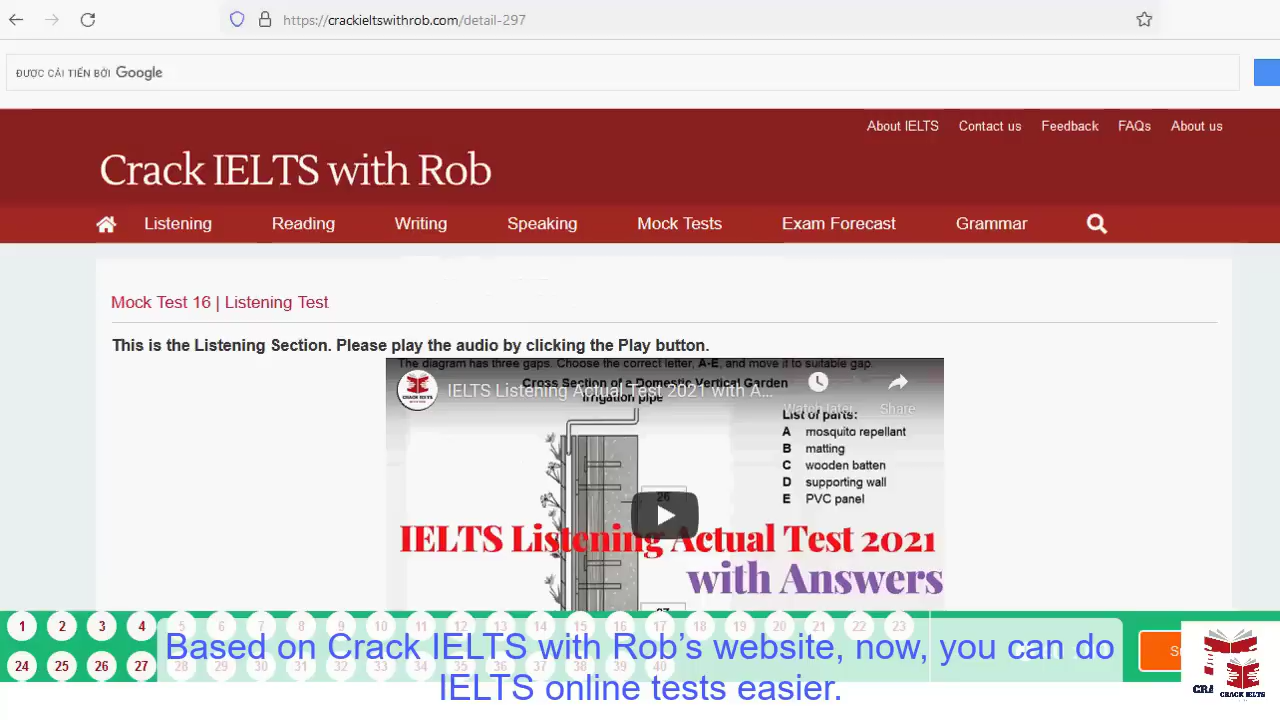 https://crackieltswithrob.com/detail-297
ĐƯỢC CẢI TIẾN BỞI Google
About IELTS Contact us Feedback FAQs About us
Crack IELTS with Rob
Listening Reading Writing Speaking Mock Tests Exam Forecast Grammar
Mock Test 16 | Listening Test
This is the Listening Section. Please play the audio by clicking the Play button.
The diagram has three gaps. Choose the correct letter, A-E, and move it to suitable gap.
Cross Section of a Domestic Vertical Garden
IELTS Listening Actual Test 2021 with A...
Irrigation pipe
Watch later Share
List of parts:
A mosquito repellant
B matting
C wooden batten
D supporting wall
E PVC panel
26
IELTS Listening Actual Test 2021
with Answers
27
1 2 3 4 5 6 7 8 9 10 11 12 13 14 15 16 17 18 19 20 21 22 23
24 25 26 27 28 29 30 31 32 33 34 35 36 37 38 39 40
Based on Crack IELTS with Rob’s website, now, you can do
IELTS online tests easier.
CRACK IELTS